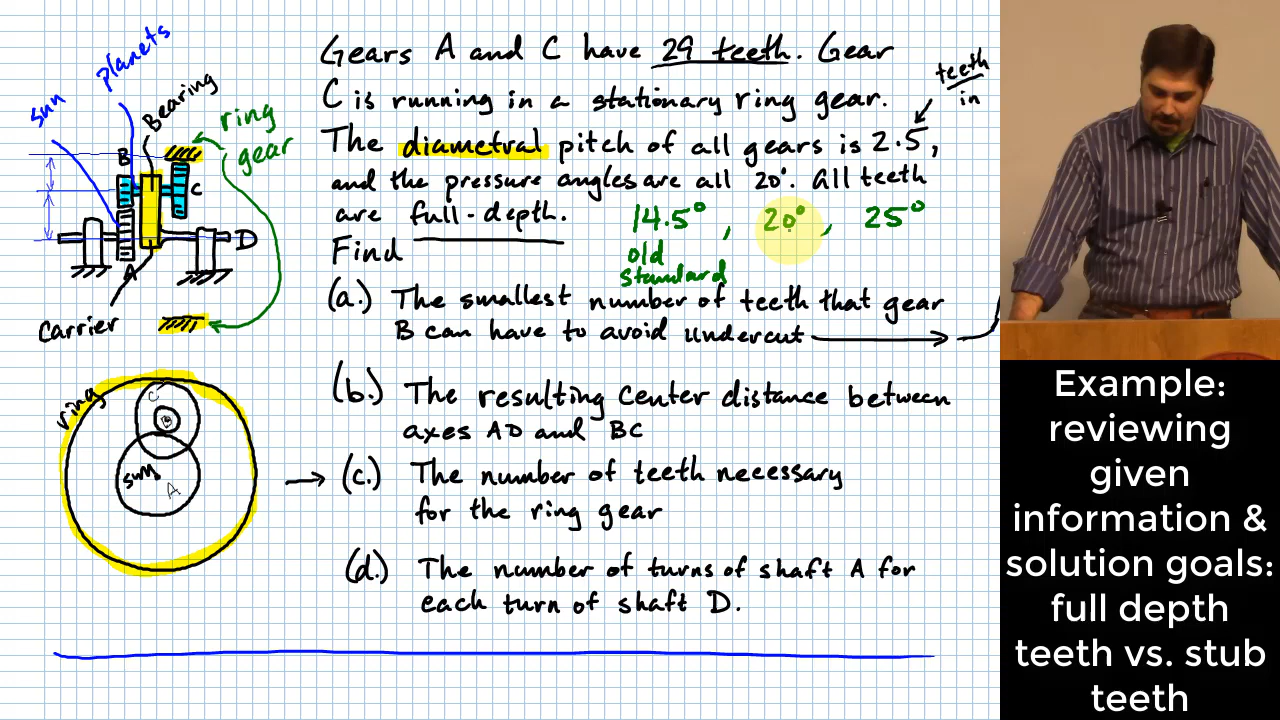 Gears A and C have 29 teeth. Gear
C is running in a stationary ring gear.
The diametral pitch of all gears is 2.5,
and the pressure angles are all 20°. All teeth
are full-depth.
teeth
in
14.5°, 20°, 25°
old
standard
Find
(a.) The smallest number of teeth that gear
B can have to avoid undercut
(b.) The resulting center distance between
axes AD and BC
(c.) The number of teeth necessary
for the ring gear
(d.) The number of turns of shaft A for
each turn of shaft D.
planets
sun
Bearing
ring
gear
B
C
D
A
Carrier
ring
C
B
sun
A
Example:
reviewing
given
information &
solution goals:
full depth
teeth vs. stub
teeth